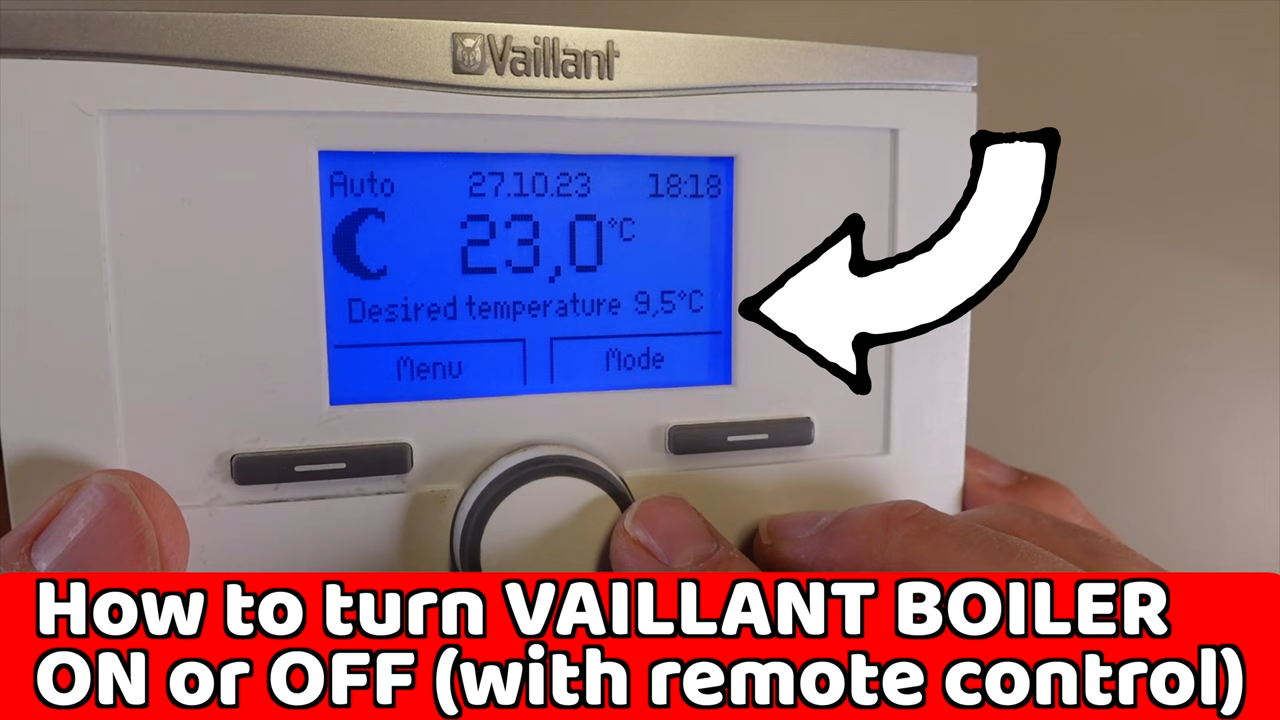 Vaillant
Auto 27.10.23 18:18
23,0°C
Desired temperature 9,5°C
Menu Mode
How to turn VAILLANT BOILER
ON or OFF (with remote control)